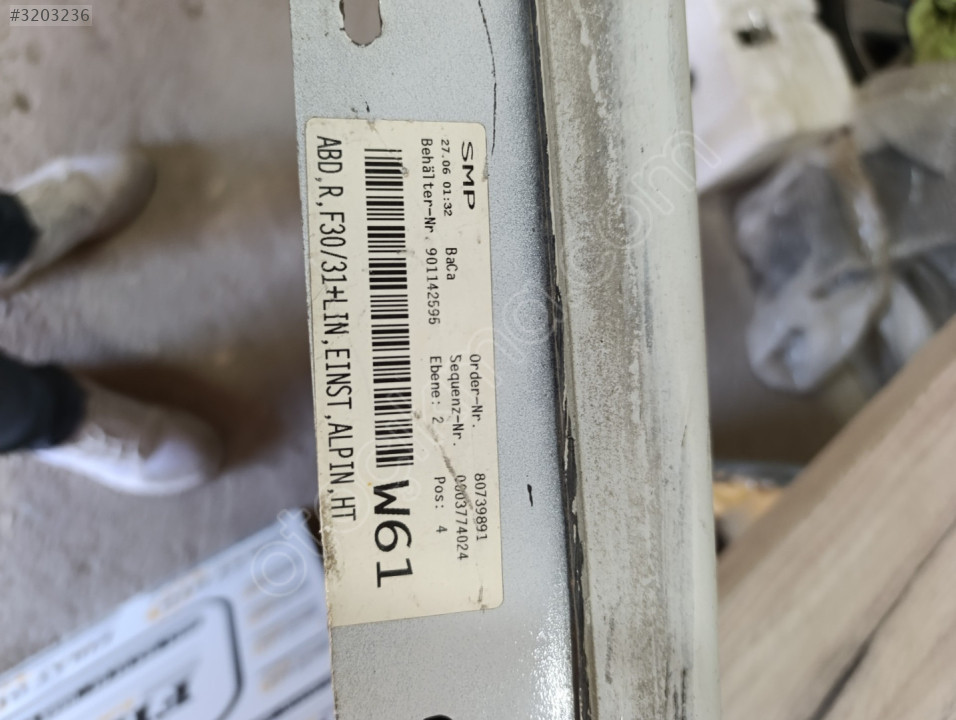 #3203236
SMP
27.06 01:32 BaCa Order-Nr. 80739891
Behälter-Nr. 901142596 Sequenz-Nr. 0003774024
Ebene: 2 Pos: 4
W61
ABD,R,F30/31+LIN,EINST,ALPIN,HT